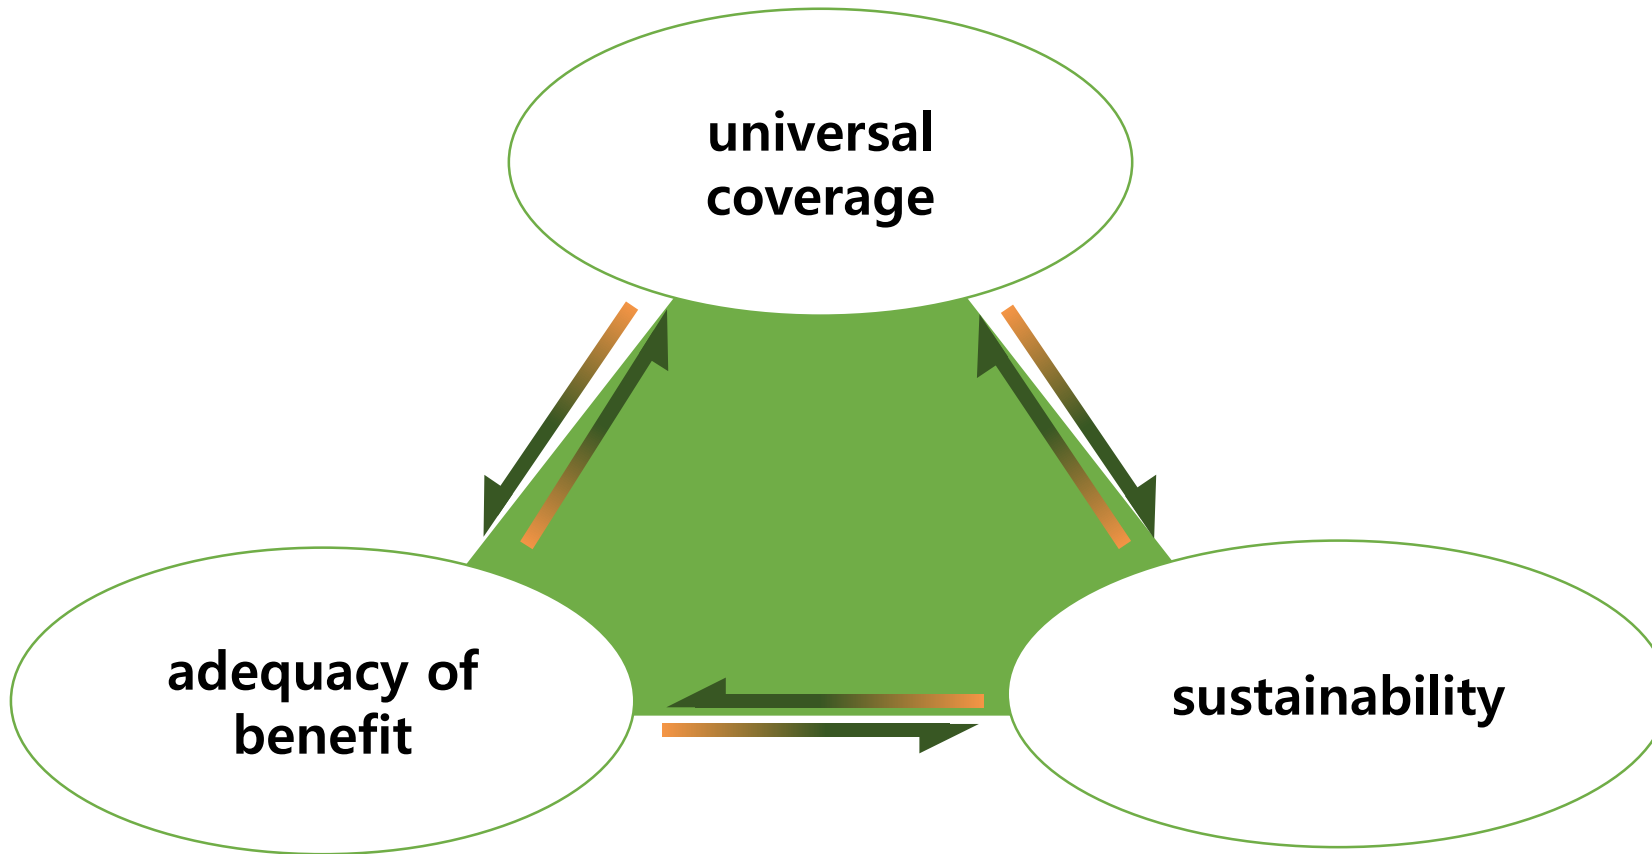 universal
coverage
adequacy of
benefit
sustainability